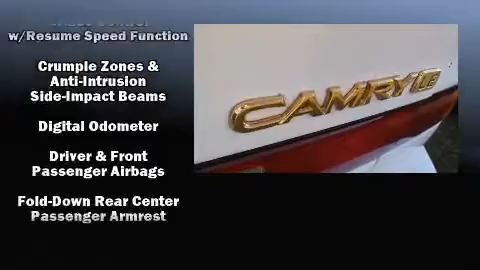 w/Resume Speed Function
Crumple Zones &
Anti-Intrusion
Side-Impact Beams
Digital Odometer
Driver & Front
Passenger Airbags
Fold-Down Rear Center
Passenger Armrest
CAMRY LE